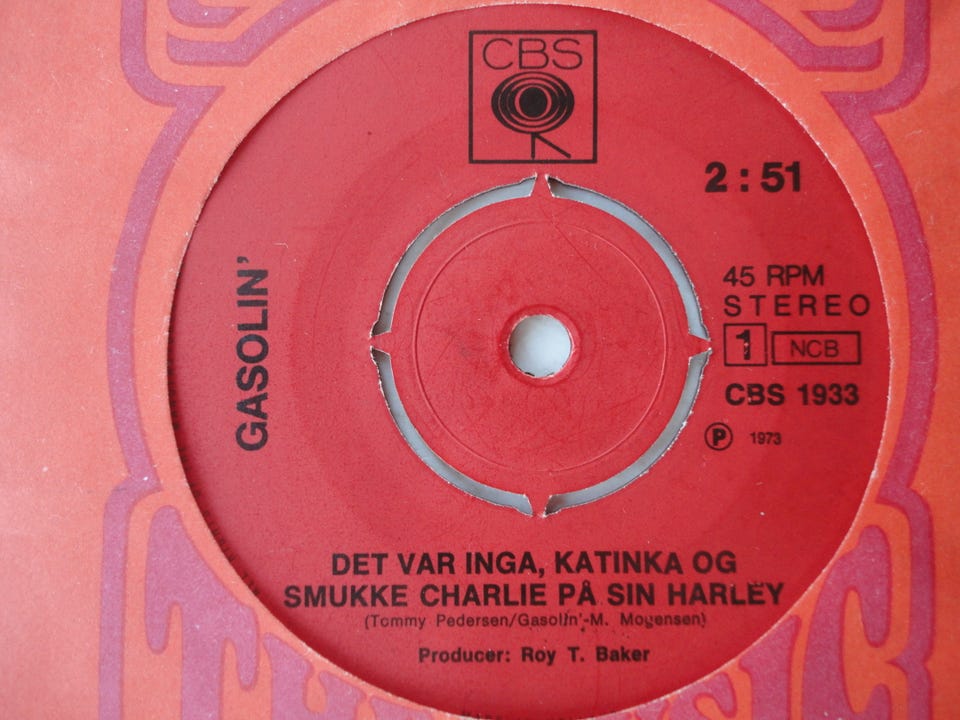 CBS
2 : 51
45 RPM
STEREO
1 NCB
CBS 1933
P 1973
GASOLIN'
DET VAR INGA, KATINKA OG
SMUKKE CHARLIE PÅ SIN HARLEY
(Tommy Pedersen/Gasolin'-M. Mogensen)
Producer: Roy T. Baker